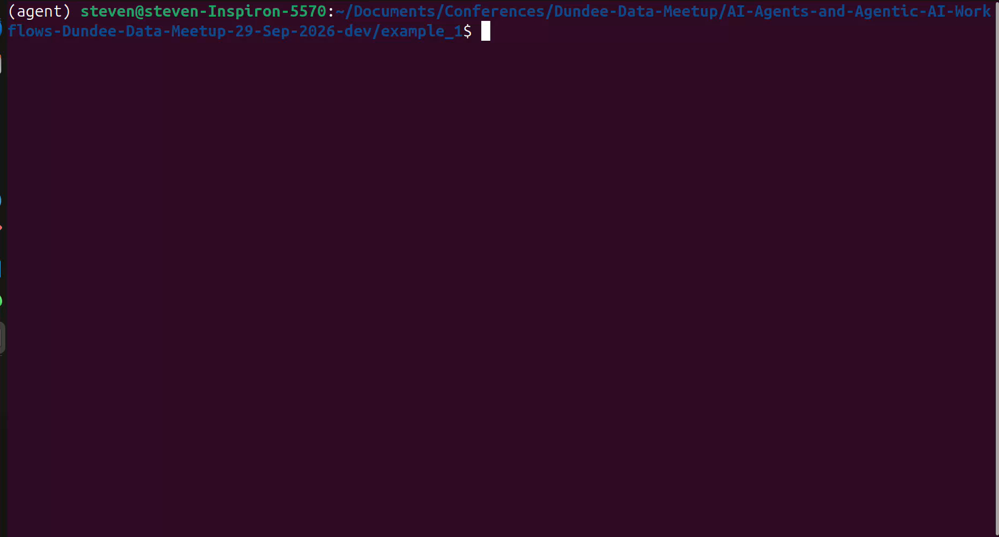 (agent) steven@steven-Inspiron-5570:~/Documents/Conferences/Dundee-Data-Meetup/AI-Agents-and-Agentic-AI-Work
flows-Dundee-Data-Meetup-29-Sep-2026-dev/example_1$